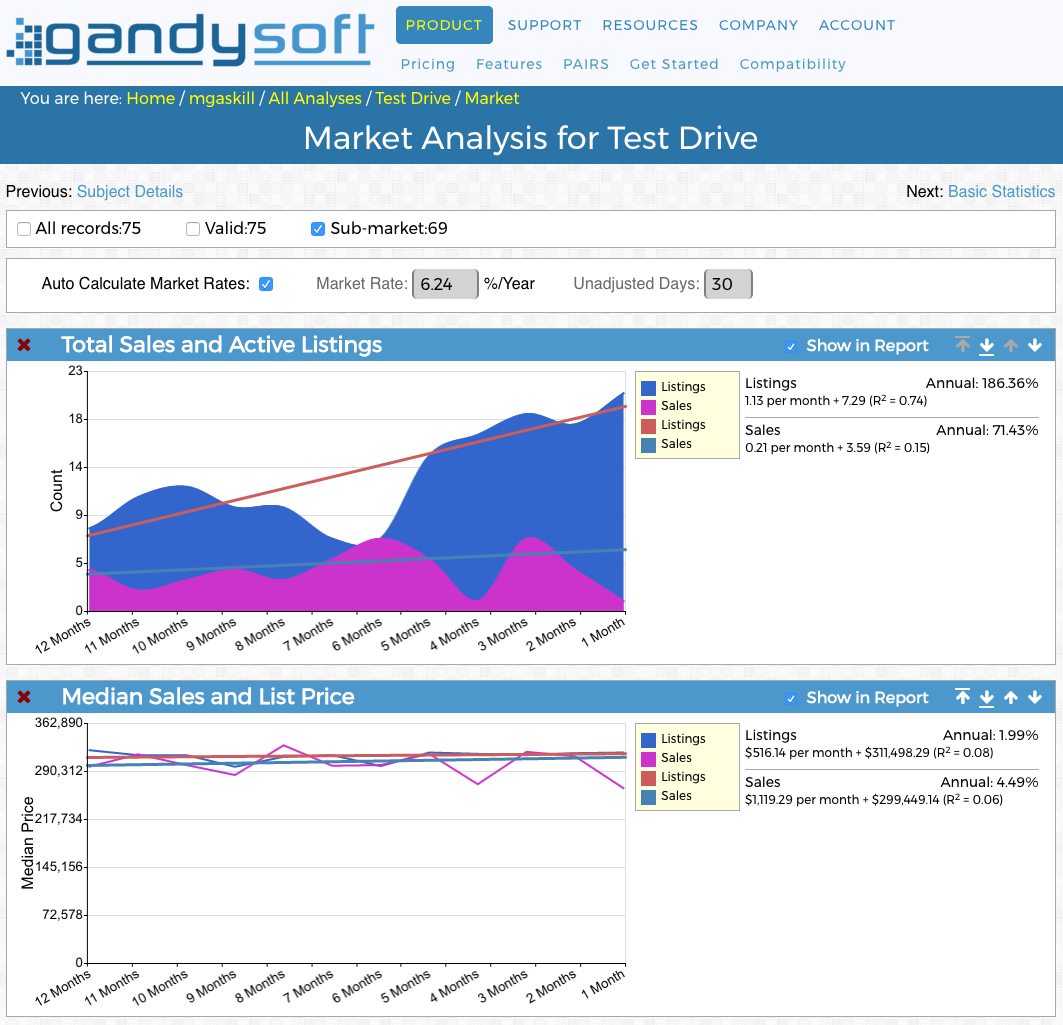 gandysoft
PRODUCT SUPPORT RESOURCES COMPANY ACCOUNT
Pricing Features PAIRS Get Started Compatibility
You are here: Home / mgaskill / All Analyses / Test Drive / Market
Market Analysis for Test Drive
Previous: Subject Details
Next: Basic Statistics
All records:75 Valid:75 Sub-market:69
Auto Calculate Market Rates: Market Rate: 6.24 %/Year Unadjusted Days: 30
Total Sales and Active Listings
Show in Report
23
18
14
9
5
0
Count
12 Months 11 Months 10 Months 9 Months 8 Months 7 Months 6 Months 5 Months 4 Months 3 Months 2 Months 1 Month
Listings
Sales
Listings
Sales
Listings Annual: 186.36%
1.13 per month + 7.29 (R² = 0.74)
Sales Annual: 71.43%
0.21 per month + 3.59 (R² = 0.15)
Median Sales and List Price
Show in Report
362,890
290,312
217,734
145,156
72,578
0
Median Price
12 Months 11 Months 10 Months 9 Months 8 Months 7 Months 6 Months 5 Months 4 Months 3 Months 2 Months 1 Month
Listings
Sales
Listings
Sales
Listings Annual: 1.99%
$516.14 per month + $311,498.29 (R² = 0.08)
Sales Annual: 4.49%
$1,119.29 per month + $299,449.14 (R² = 0.06)